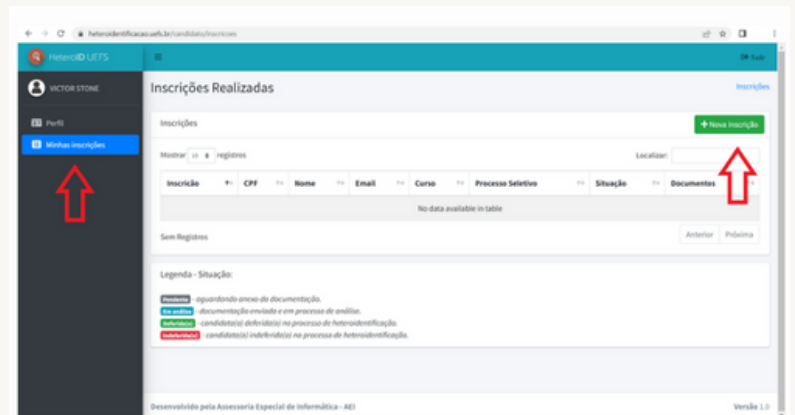 heteroidentificacao.uefs.br/candidato/inscricoes
HeteroID UEFS
Sair
VICTOR STONE
Perfil
Minhas inscrições
Inscrições Realizadas
Inscrições
Inscrições
+ Nova inscrição
Mostrar 10 registros
Localizar:
Inscricão CPF Nome Email Curso Processo Seletivo Situação Documentos
No data available in table
Sem Registros
Anterior Próxima
Legenda - Situação:
Pendente - aguardando anexo da documentação.
Em análise - documentação enviada e em processo de análise.
Deferido(a) - candidato(a) deferido(a) no processo de heteroidentificação.
Indeferido(a) - candidato(a) indeferido(a) no processo de heteroidentificação.
Desenvolvido pela Assessoria Especial de Informática - AEI
Versão 1.0